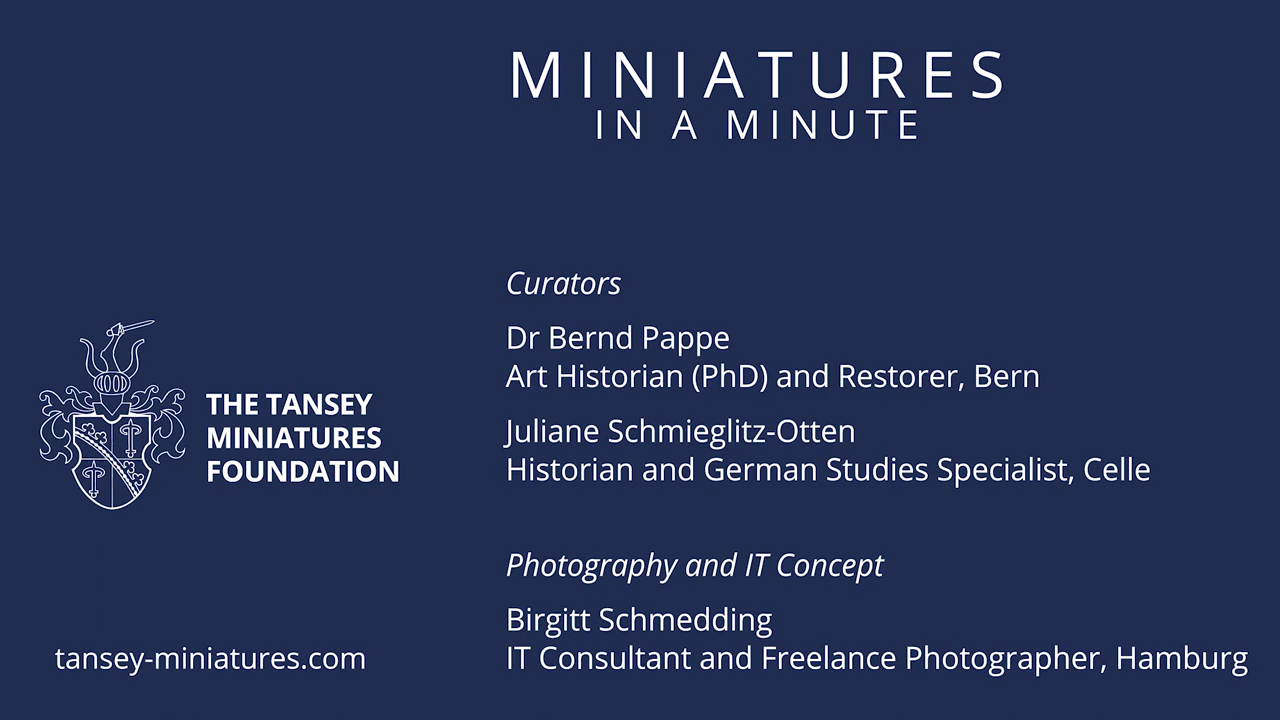 MINIATURES
IN A MINUTE
Curators
Dr Bernd Pappe
Art Historian (PhD) and Restorer, Bern
Juliane Schmieglitz-Otten
Historian and German Studies Specialist, Celle
Photography and IT Concept
Birgitt Schmedding
IT Consultant and Freelance Photographer, Hamburg
THE TANSEY
MINIATURES
FOUNDATION
tansey-miniatures.com